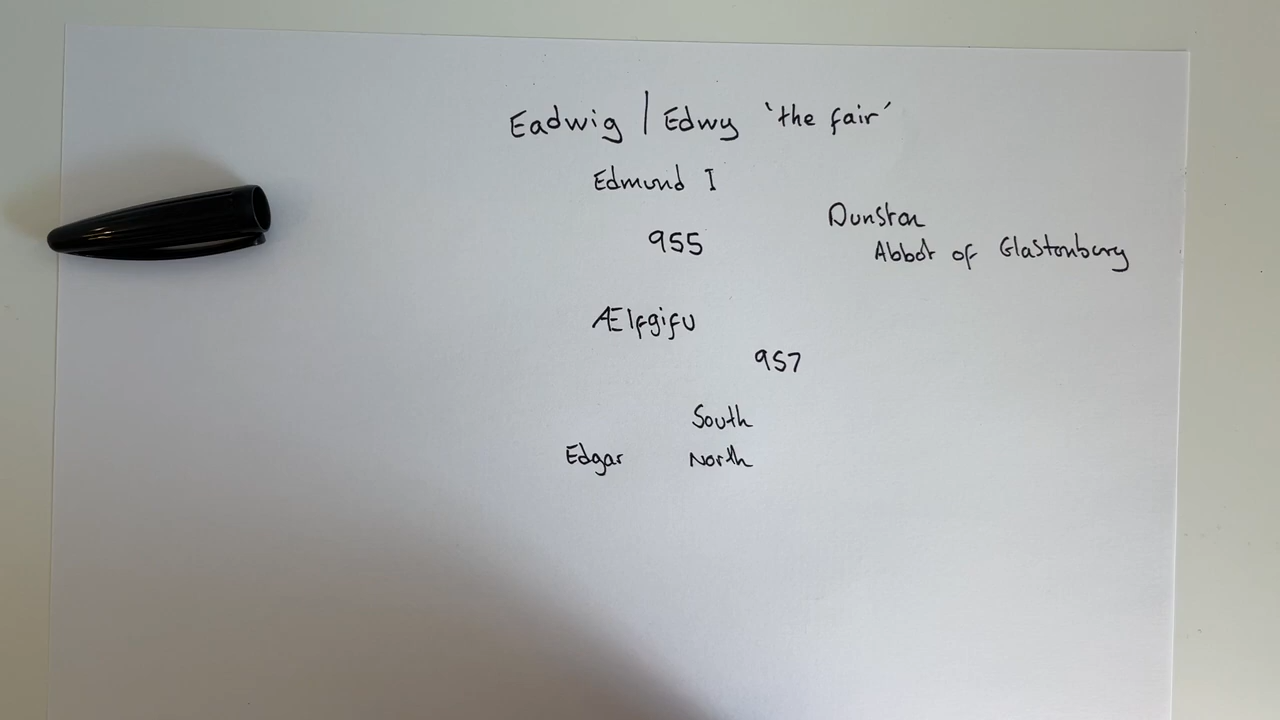 Eadwig | Edwy 'the fair'
Edmund I
Dunstan
955
Abbot of Glastonbury
Ælfgifu
957
South
Edgar North